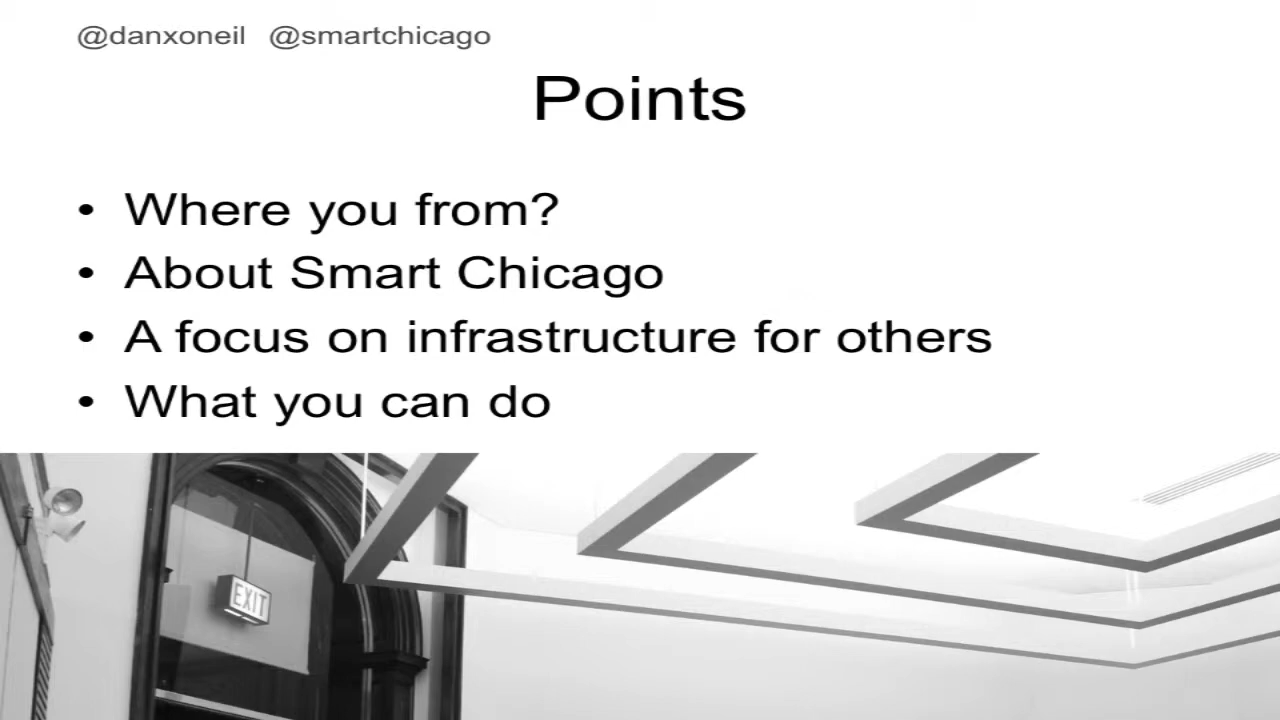 @danxoneil @smartchicago
Points
• Where you from?
• About Smart Chicago
• A focus on infrastructure for others
• What you can do
EXIT